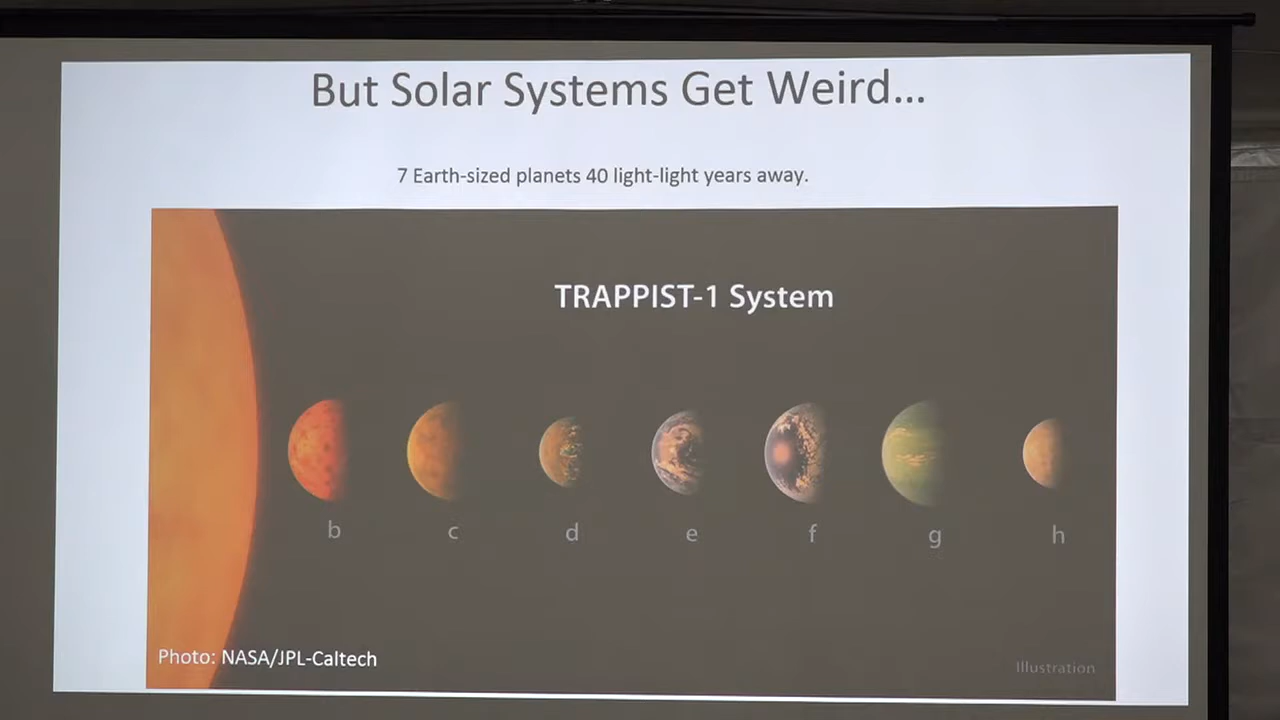 But Solar Systems Get Weird...
7 Earth-sized planets 40 light-light years away.
TRAPPIST-1 System
b c d e f g h
Photo: NASA/JPL-Caltech
Illustration